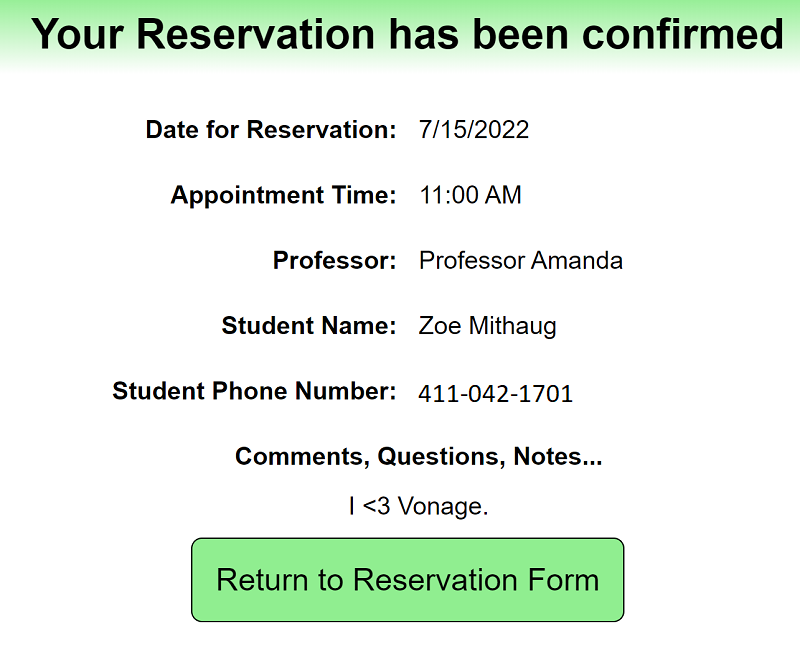 Your Reservation has been confirmed
Date for Reservation: 7/15/2022
Appointment Time: 11:00 AM
Professor: Professor Amanda
Student Name: Zoe Mithaug
Student Phone Number: 411-042-1701
Comments, Questions, Notes...
I <3 Vonage.
Return to Reservation Form